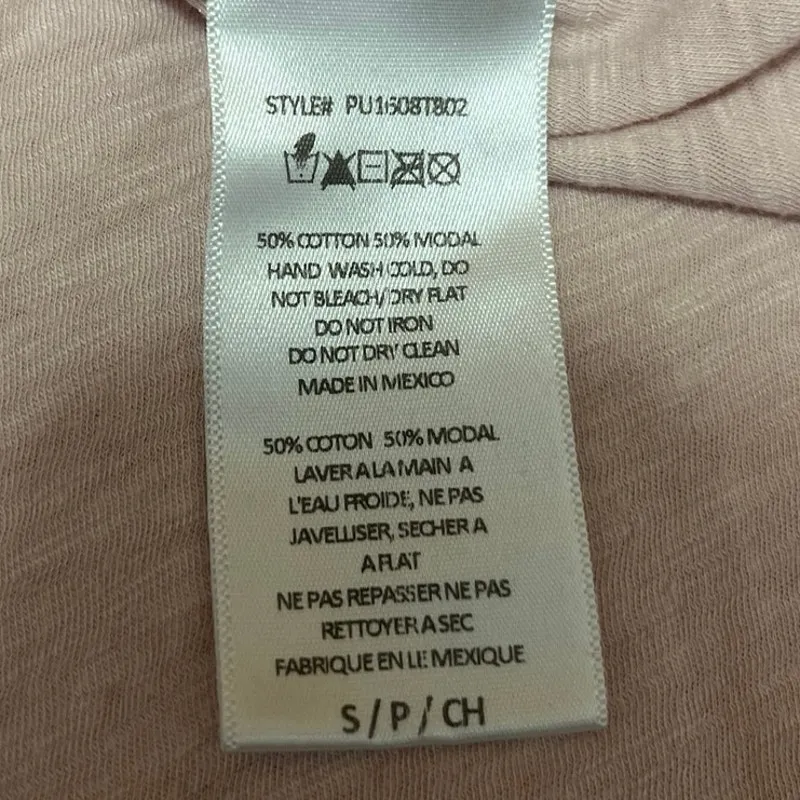 STYLE# PU1608T802
50% COTTON 50% MODAL
HAND WASH COLD, DO
NOT BLEACH/DRY FLAT
DO NOT IRON
DO NOT DRY CLEAN
MADE IN MEXICO
50% COTON 50% MODAL
LAVER A LA MAIN A
L'EAU FROIDE, NE PAS
JAVELLISER, SECHER A
A FLAT
NE PAS REPASSER NE PAS
RETTOYER A SEC
FABRIQUE EN LE MEXIQUE
S / P / CH